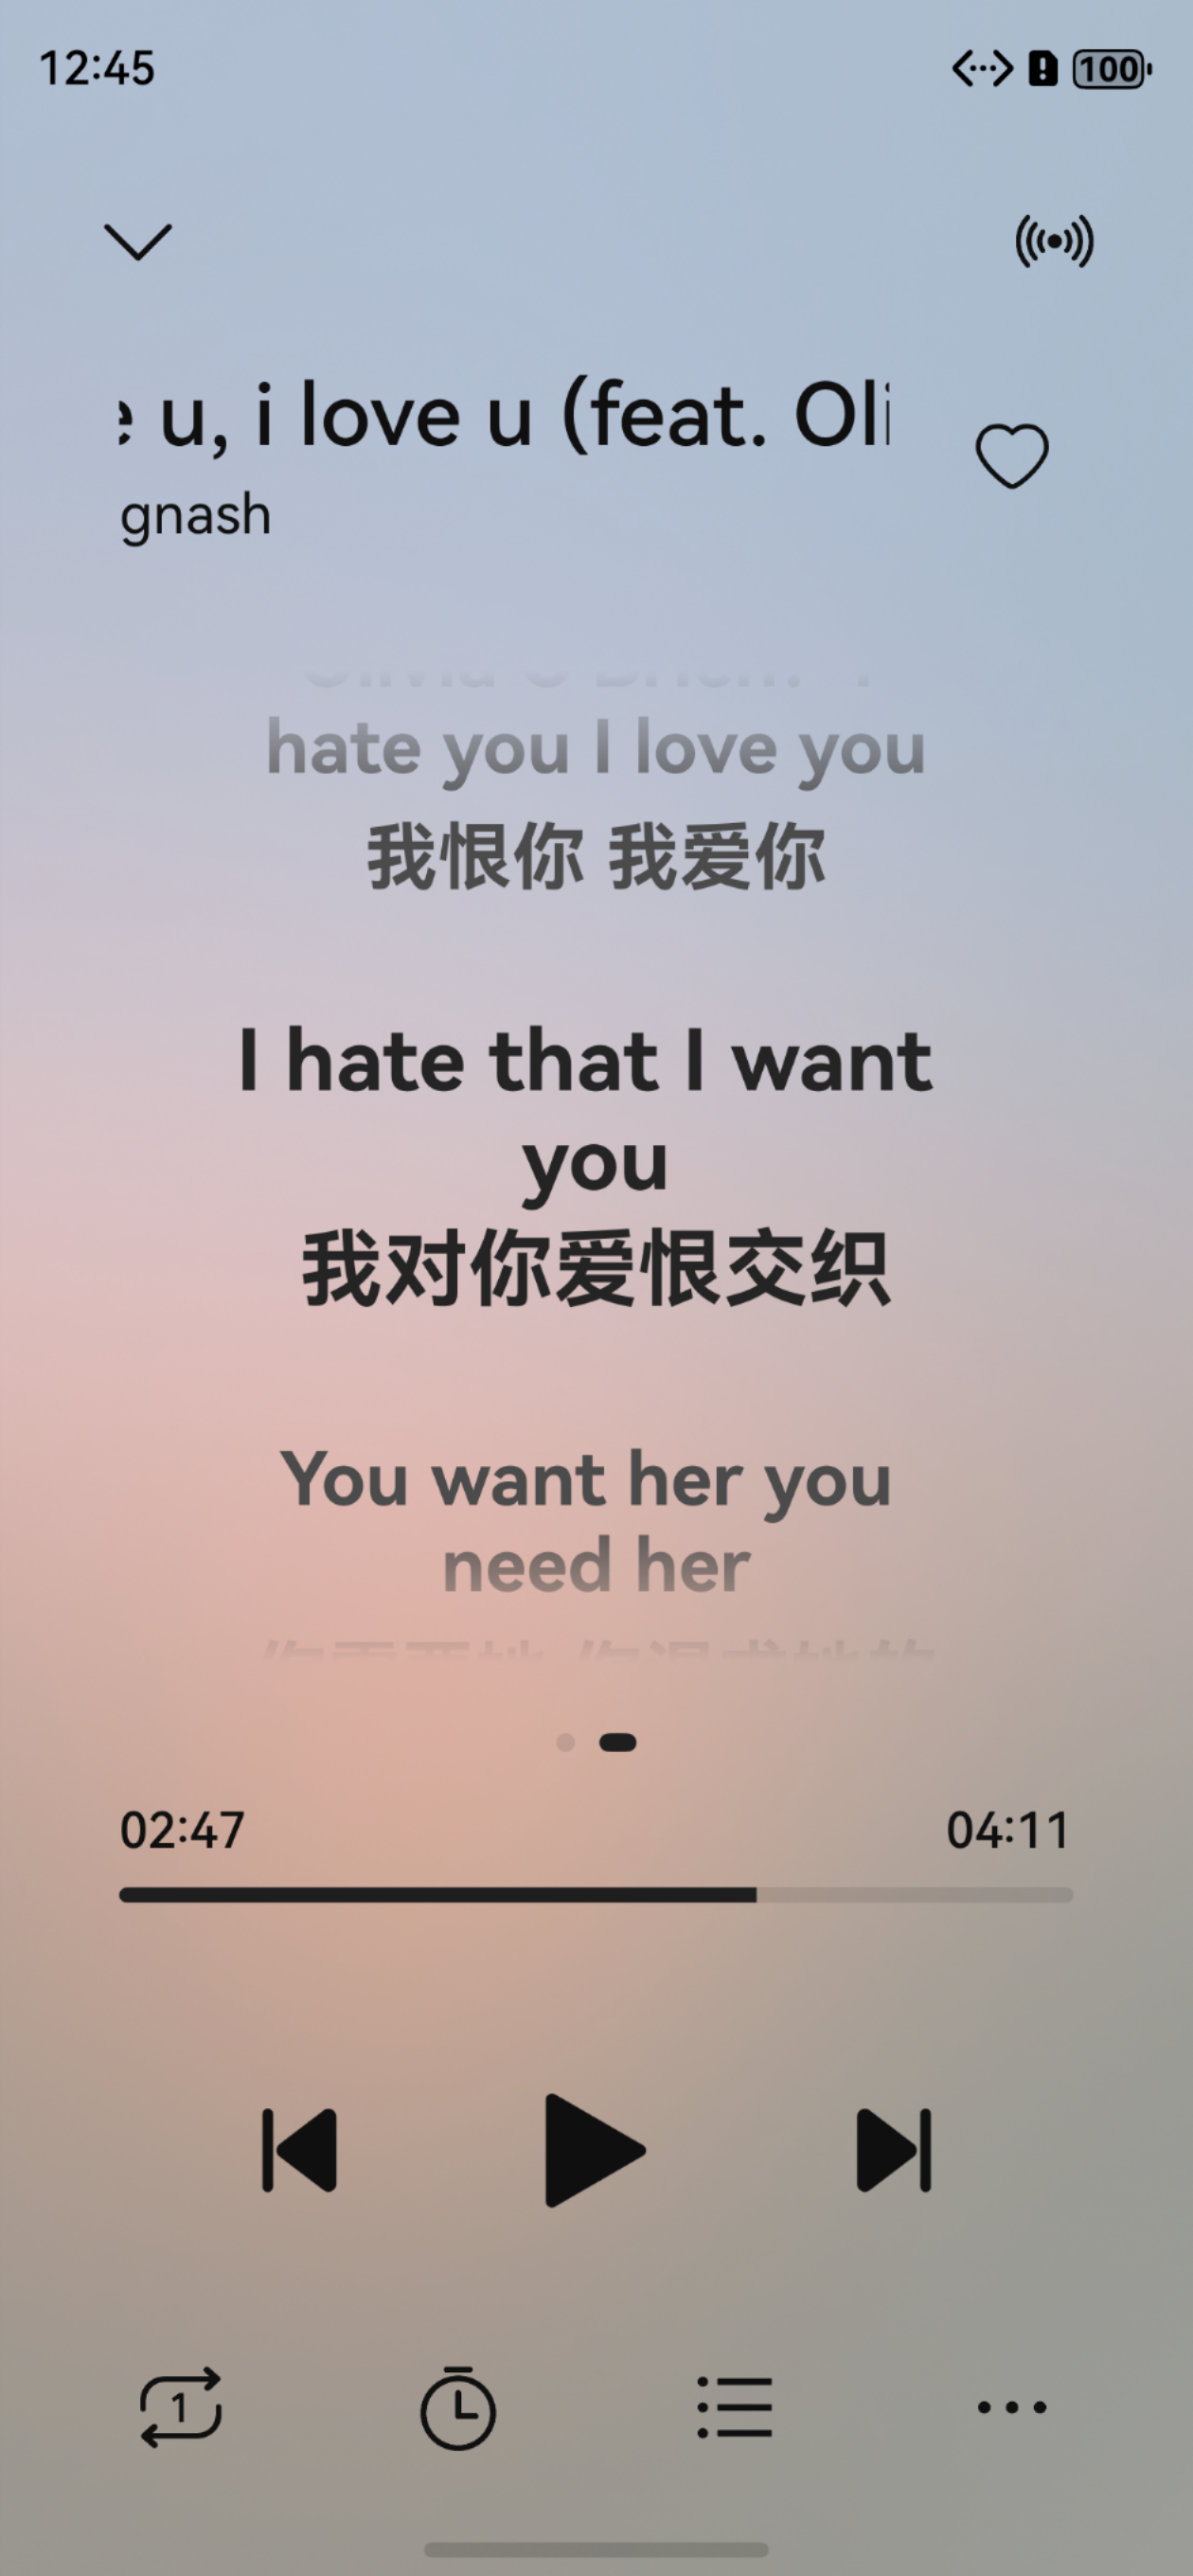 12:45
100
u, i love u (feat. Oli
gnash
hate you I love you
我恨你 我爱你
I hate that I want
you
我对你爱恨交织
You want her you
need her
02:47
04:11
1